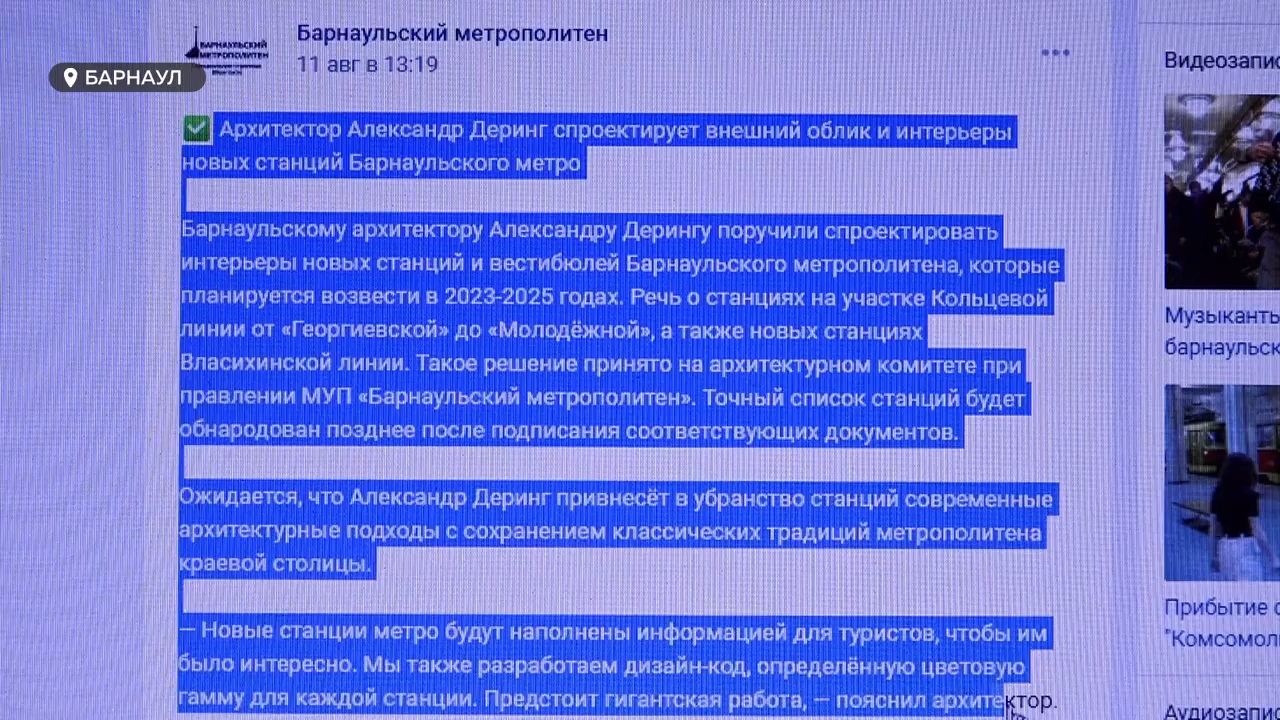 БАРНАУЛЬСКИЙ
МЕТРОПОЛИТЕН
БАРНАУЛ
Барнаульский метрополитен
11 авг в 13:19
Архитектор Александр Деринг спроектирует внешний облик и интерьеры
новых станций Барнаульского метро
Барнаульскому архитектору Александру Дерингу поручили спроектировать
интерьеры новых станций и вестибюлей Барнаульского метрополитена, которые
планируется возвести в 2023-2025 годах. Речь о станциях на участке Кольцевой
линии от «Георгиевской» до «Молодёжной», а также новых станциях
Власихинской линии. Такое решение принято на архитектурном комитете при
правлении МУП «Барнаульский метрополитен». Точный список станций будет
обнародован позднее после подписания соответствующих документов.
Ожидается, что Александр Деринг привнесёт в убранство станций современные
архитектурные подходы с сохранением классических традиций метрополитена
краевой столицы.
— Новые станции метро будут наполнены информацией для туристов, чтобы им
было интересно. Мы также разработаем дизайн-код, определённую цветовую
гамму для каждой станции. Предстоит гигантская работа, — пояснил архитектор.
Видеозапис
Музыканть
барнаульск
Прибытие с
"Комсомол
Аудиозапис